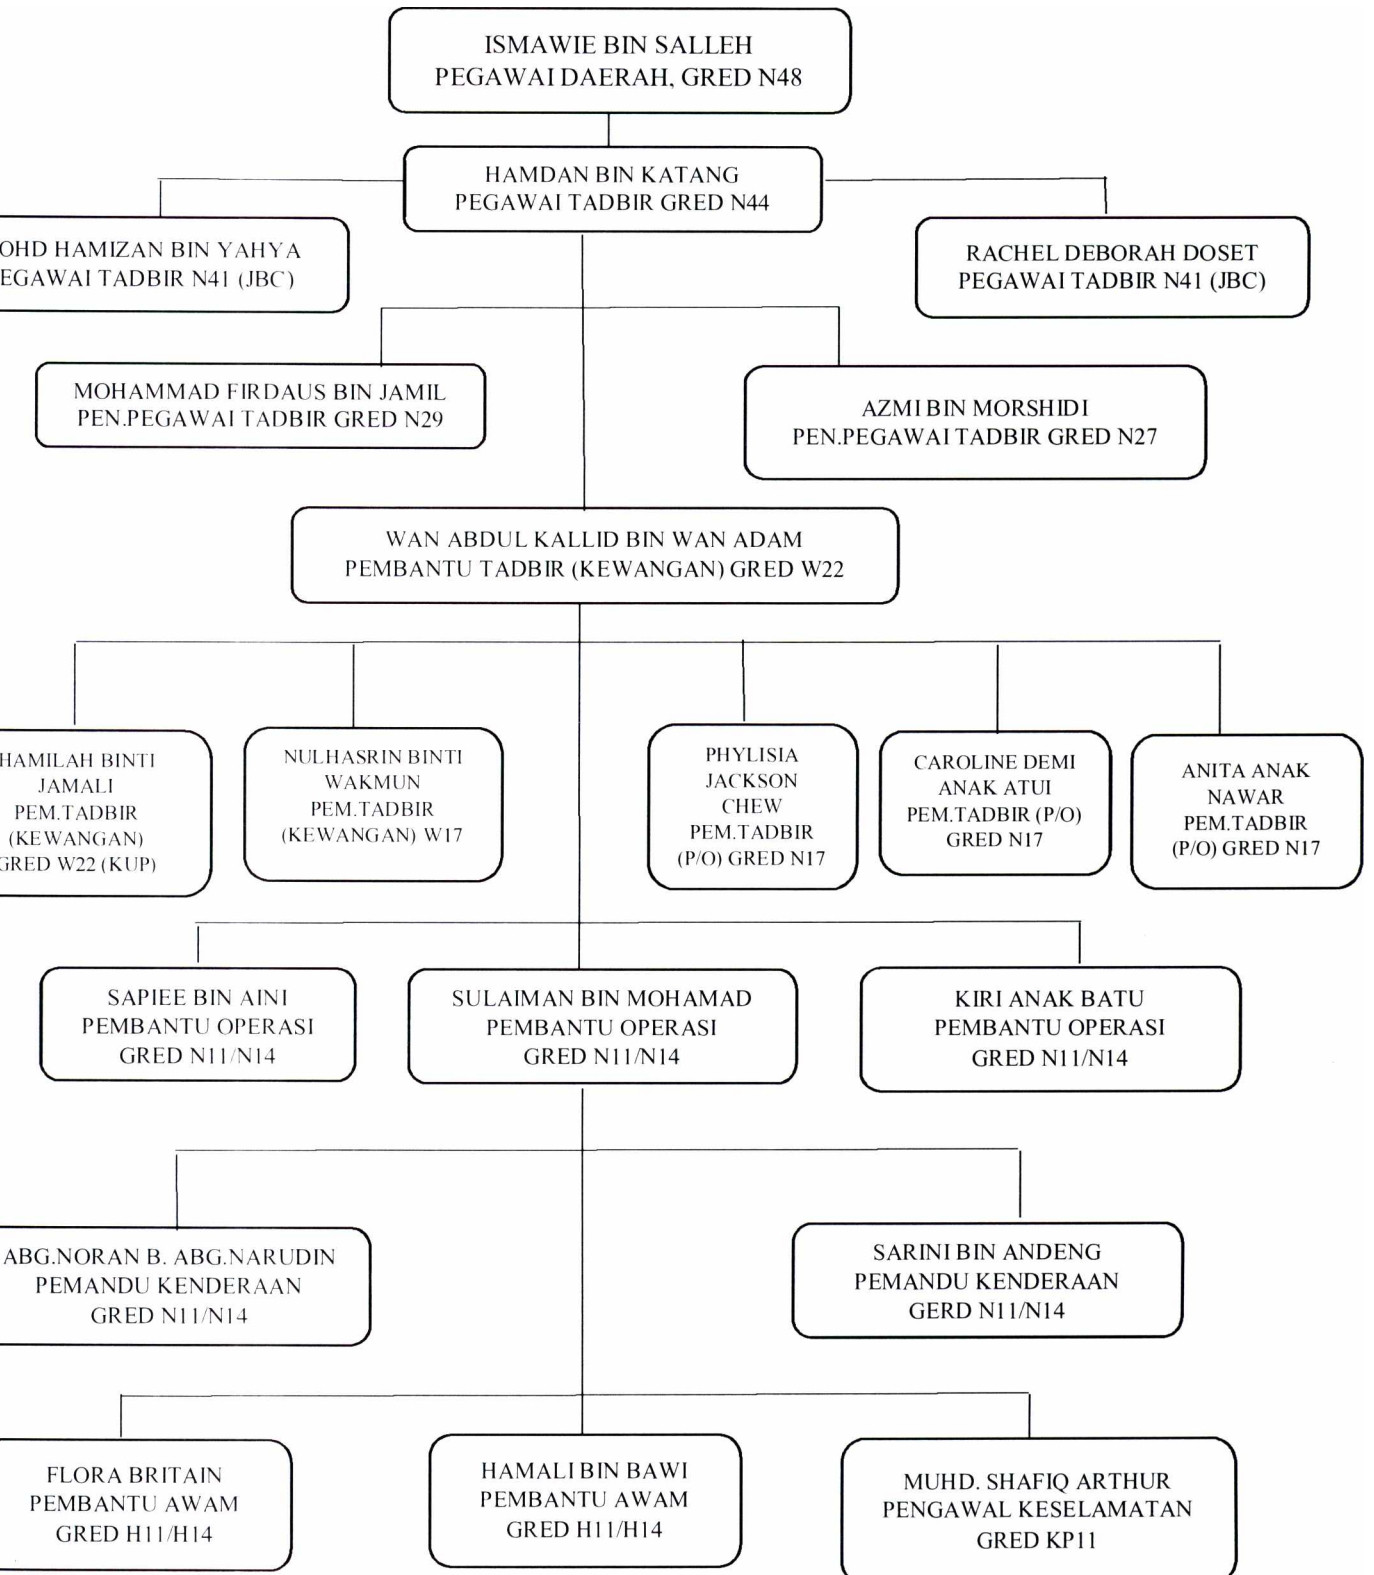 ISMAWIE BIN SALLEH
PEGAWAI DAERAH, GRED N48
HAMDAN BIN KATANG
PEGAWAI TADBIR GRED N44
OHD HAMIZAN BIN YAHYA
EGAWAI TADBIR N41 (JBC)
RACHEL DEBORAH DOSET
PEGAWAI TADBIR N41 (JBC)
MOHAMMAD FIRDAUS BIN JAMIL
PEN.PEGAWAI TADBIR GRED N29
AZMI BIN MORSHIDI
PEN.PEGAWAI TADBIR GRED N27
WAN ABDUL KALLID BIN WAN ADAM
PEMBANTU TADBIR (KEWANGAN) GRED W22
HAMILAH BINTI
JAMALI
PEM.TADBIR
(KEWANGAN)
GRED W22 (KUP)
NULHASRIN BINTI
WAKMUN
PEM.TADBIR
(KEWANGAN) W17
PHYLISIA
JACKSON
CHEW
PEM.TADBIR
(P/O) GRED N17
CAROLINE DEMI
ANAK ATUI
PEM.TADBIR (P/O)
GRED N17
ANITA ANAK
NAWAR
PEM.TADBIR
(P/O) GRED N17
SAPIEE BIN AINI
PEMBANTU OPERASI
GRED N11/N14
SULAIMAN BIN MOHAMAD
PEMBANTU OPERASI
GRED N11/N14
KIRI ANAK BATU
PEMBANTU OPERASI
GRED N11/N14
ABG.NORAN B. ABG.NARUDIN
PEMANDU KENDERAAN
GRED N11/N14
SARINI BIN ANDENG
PEMANDU KENDERAAN
GERD N11/N14
FLORA BRITAIN
PEMBANTU AWAM
GRED H11/H14
HAMALI BIN BAWI
PEMBANTU AWAM
GRED H11/H14
MUHD. SHAFIQ ARTHUR
PENGAWAL KESELAMATAN
GRED KP11